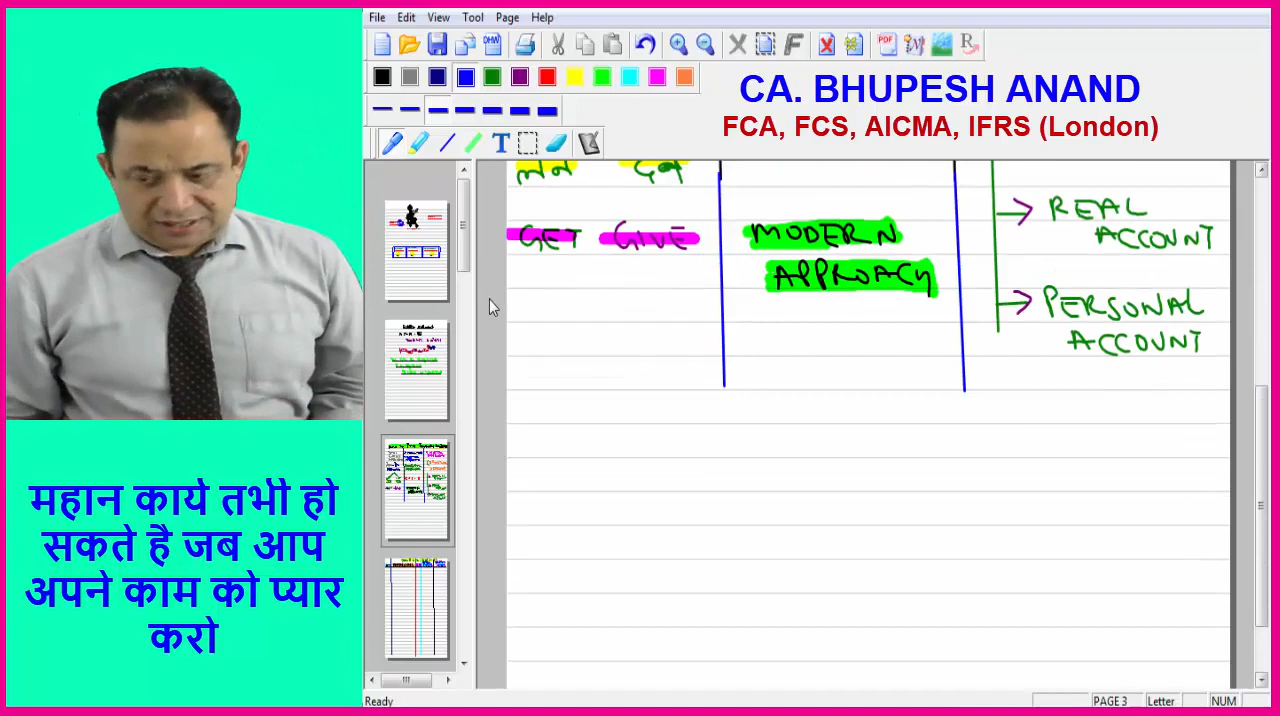 File Edit View Tool Page Help
CA. BHUPESH ANAND
FCA, FCS, AICMA, IFRS (London)
GET GIVE
MODERN
APPROACH
REAL
ACCOUNT
PERSONAL
ACCOUNT
महान कार्य तभी हो
सकते है जब आप
अपने काम को प्यार
करो
Ready
PAGE 3 Letter NUM